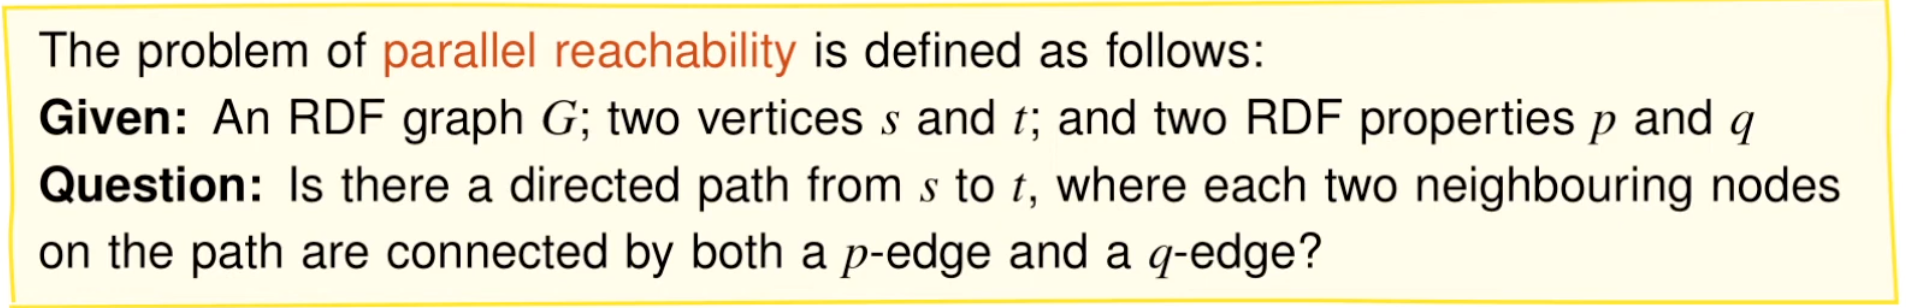 The problem of parallel reachability is defined as follows:
Given: An RDF graph G; two vertices s and t; and two RDF properties p and q
Question: Is there a directed path from s to t, where each two neighbouring nodes
on the path are connected by both a p-edge and a q-edge?